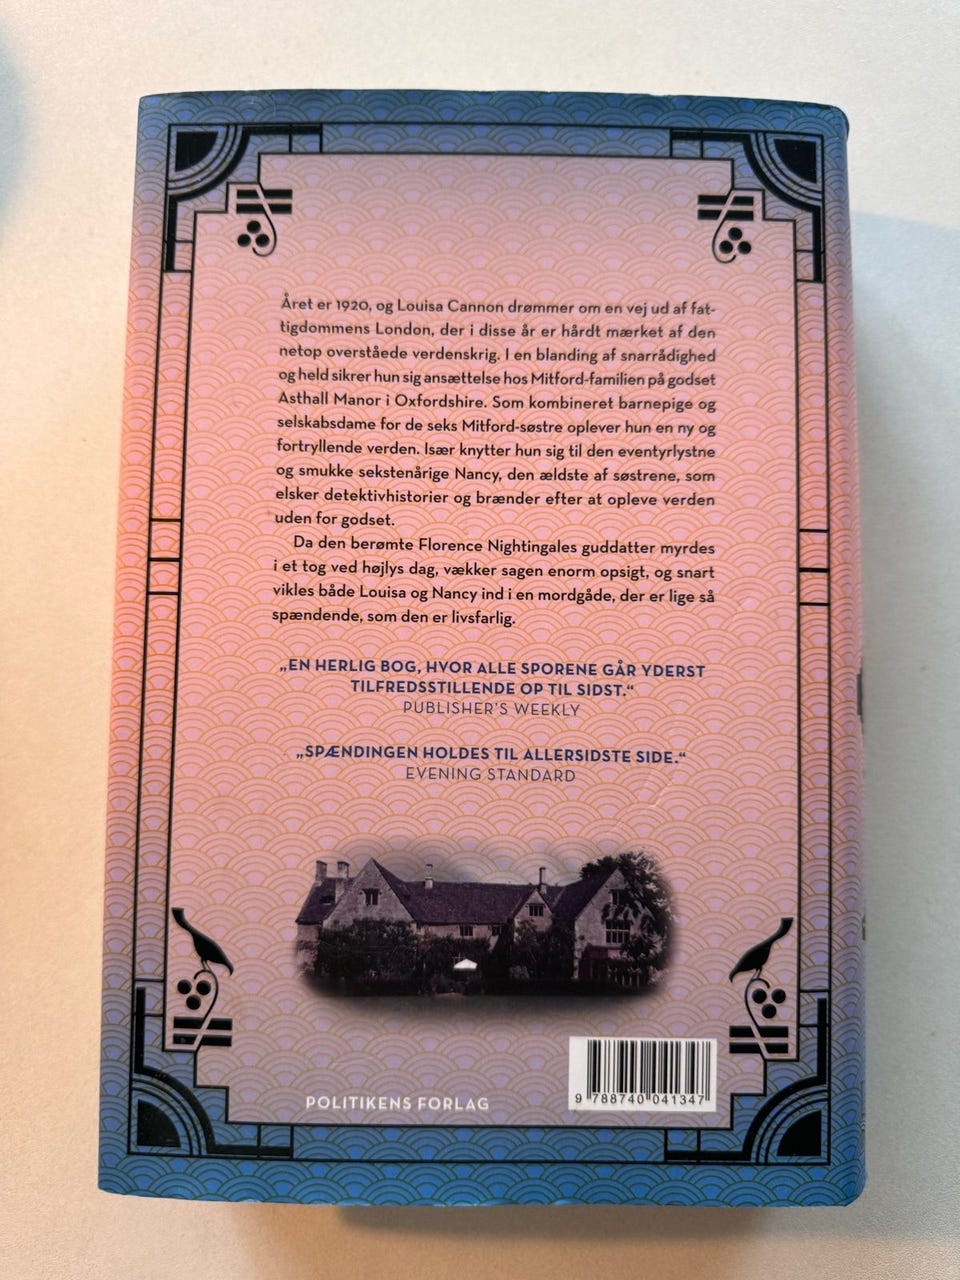 Året er 1920, og Louisa Cannon drømmer om en vej ud af fat-
tigdommens London, der i disse år er hårdt mærket af den
netop overståede verdenskrig. I en blanding af snarrådighed
og held sikrer hun sig ansættelse hos Mitford-familien på godset
Asthall Manor i Oxfordshire. Som kombineret barnepige og
selskabsdame for de seks Mitford-søstre oplever hun en ny og
fortryllende verden. Især knytter hun sig til den eventyrlystne
og smukke sekstenårige Nancy, den ældste af søstrene, som
elsker detektivhistorier og brænder efter at opleve verden
uden for godset.
Da den berømte Florence Nightingales guddatter myrdes
i et tog ved højlys dag, vækker sagen enorm opsigt, og snart
vikles både Louisa og Nancy ind i en mordgåde, der er lige så
spændende, som den er livsfarlig.
„EN HERLIG BOG, HVOR ALLE SPORENE GÅR YDERST
TILFREDSSTILLENDE OP TIL SIDST.“
PUBLISHER'S WEEKLY
„SPÆNDINGEN HOLDES TIL ALLERSIDSTE SIDE.“
EVENING STANDARD
POLITIKENS FORLAG
9 788740 041347